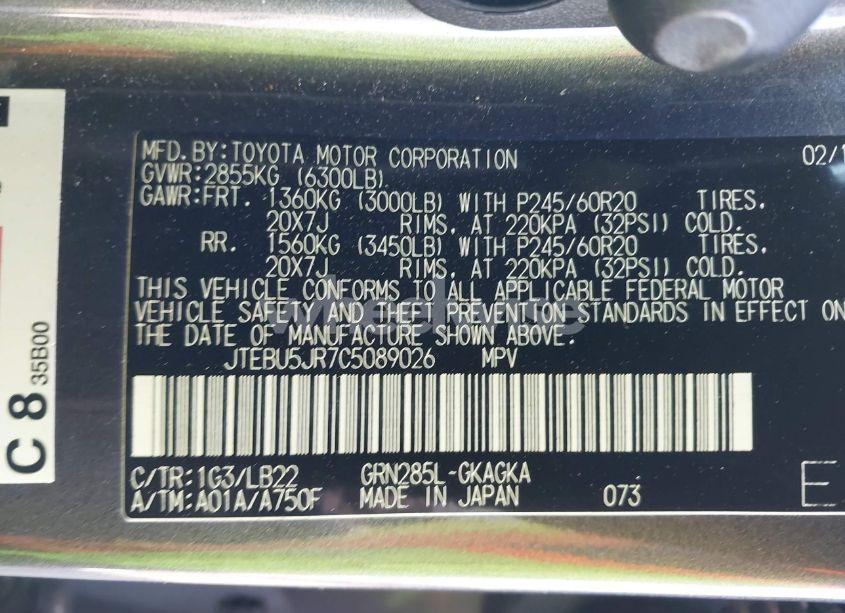 MFD.BY:TOYOTA MOTOR CORPORATION 02/1
GVWR:2855KG (6300LB)
GAWR:FRT. 1360KG (3000LB) WITH P245/60R20 TIRES.
20X7J RIMS. AT 220KPA (32PSI) COLD.
RR. 1560KG (3450LB) WITH P245/60R20 TIRES.
20X7J RIMS. AT 220KPA (32PSI) COLD.
THIS VEHICLE CONFORMS TO ALL APPLICABLE FEDERAL MOTOR
VEHICLE SAFETY AND THEFT PREVENTION STANDARDS IN EFFECT ON
THE DATE OF MANUFACTURE SHOWN ABOVE.
JTEBU5JR7C5089026 MPV
C/TR:1G3/LB22 GRN285L-GKAGKA
A/TM:A01A/A750F MADE IN JAPAN 073 E
C 8
35B00